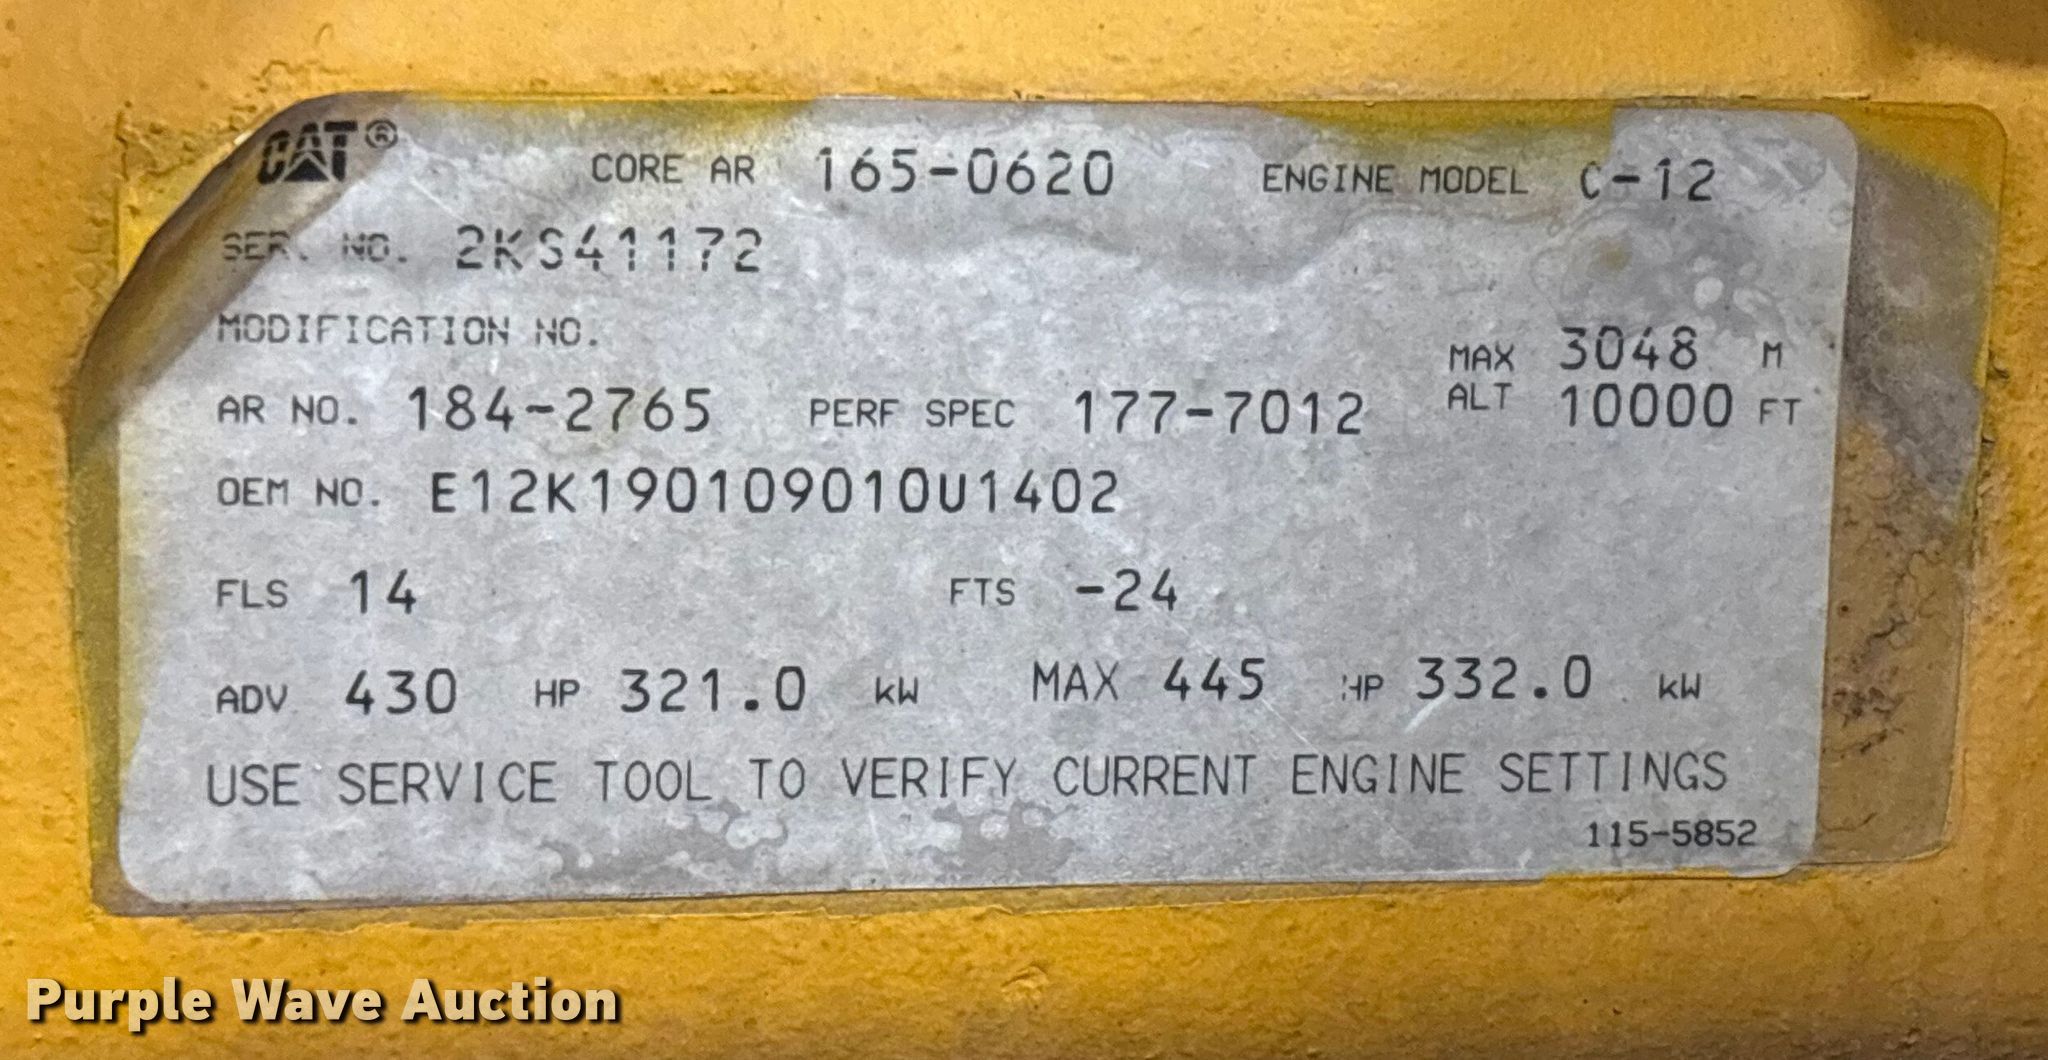 CAT® CORE AR 165-0620 ENGINE MODEL C-12
SER. NO. 2KS41172
MODIFICATION NO.
MAX ALT 3048 M 10000 FT
AR NO. 184-2765 PERF SPEC 177-7012
OEM NO. E12K190109010U1402
FLS 14 FTS -24
ADV 430 HP 321.0 kW MAX 445 HP 332.0 kW
USE SERVICE TOOL TO VERIFY CURRENT ENGINE SETTINGS
115-5852
Purple Wave Auction